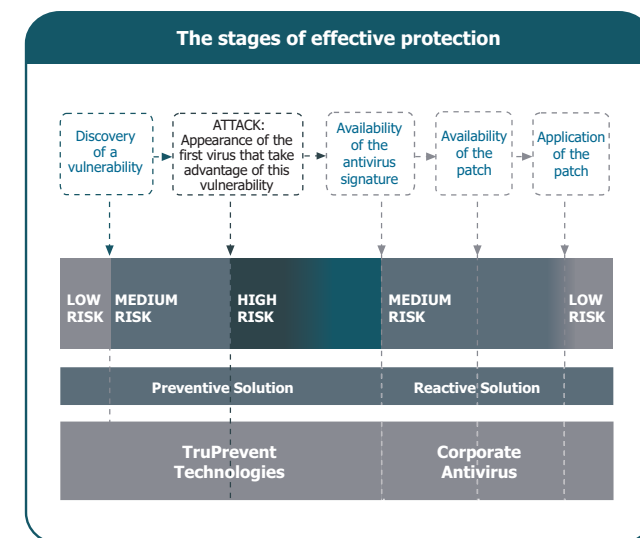 The stages of effective protection
Discovery
of a
vulnerability
ATTACK:
Appearance of the
first virus that take
advantage of this
vulnerability
Availability
of the
antivirus
signature
Availability
of the
patch
Application
of the
patch
LOW
RISK
MEDIUM
RISK
HIGH
RISK
MEDIUM
RISK
LOW
RISK
Preventive Solution
Reactive Solution
TruPrevent
Technologies
Corporate
Antivirus